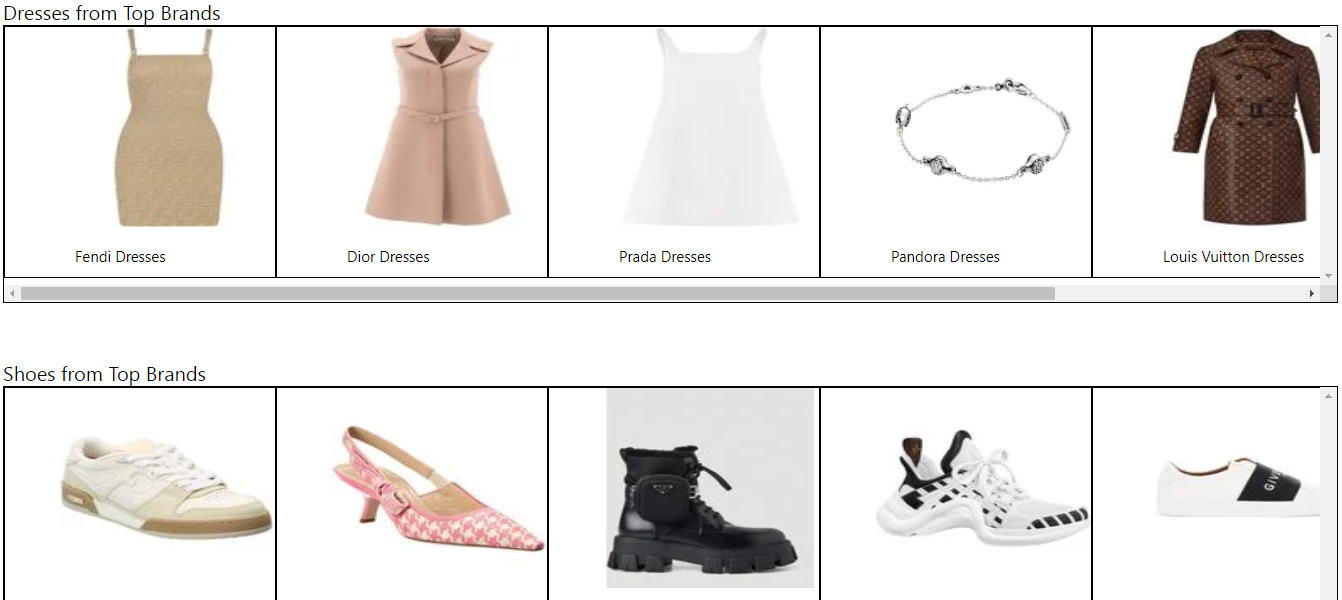 Dresses from Top Brands
Fendi Dresses
Dior Dresses
Prada Dresses
Pandora Dresses
Louis Vuitton Dresses
Shoes from Top Brands